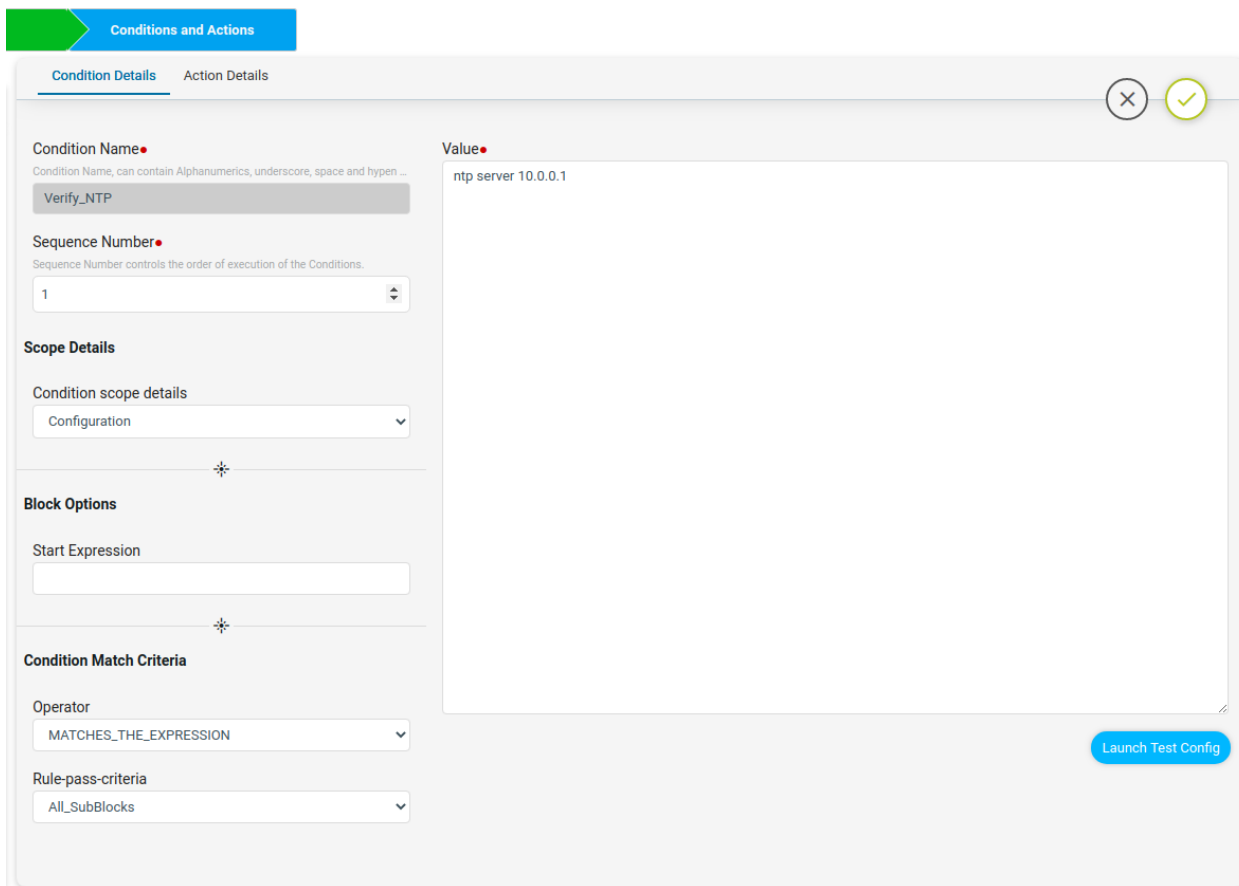 Conditions and Actions
Condition Details
Action Details
Condition Name
Condition Name, can contain Alphanumerics, underscore, space and hyphen ...
Verify_NTP
Sequence Number
Sequence Number controls the order of execution of the Conditions.
1
Scope Details
Condition scope details
Configuration
Block Options
Start Expression
Condition Match Criteria
Operator
MATCHES_THE_EXPRESSION
Rule-pass-criteria
All_SubBlocks
Value
ntp server 10.0.0.1
Launch Test Config